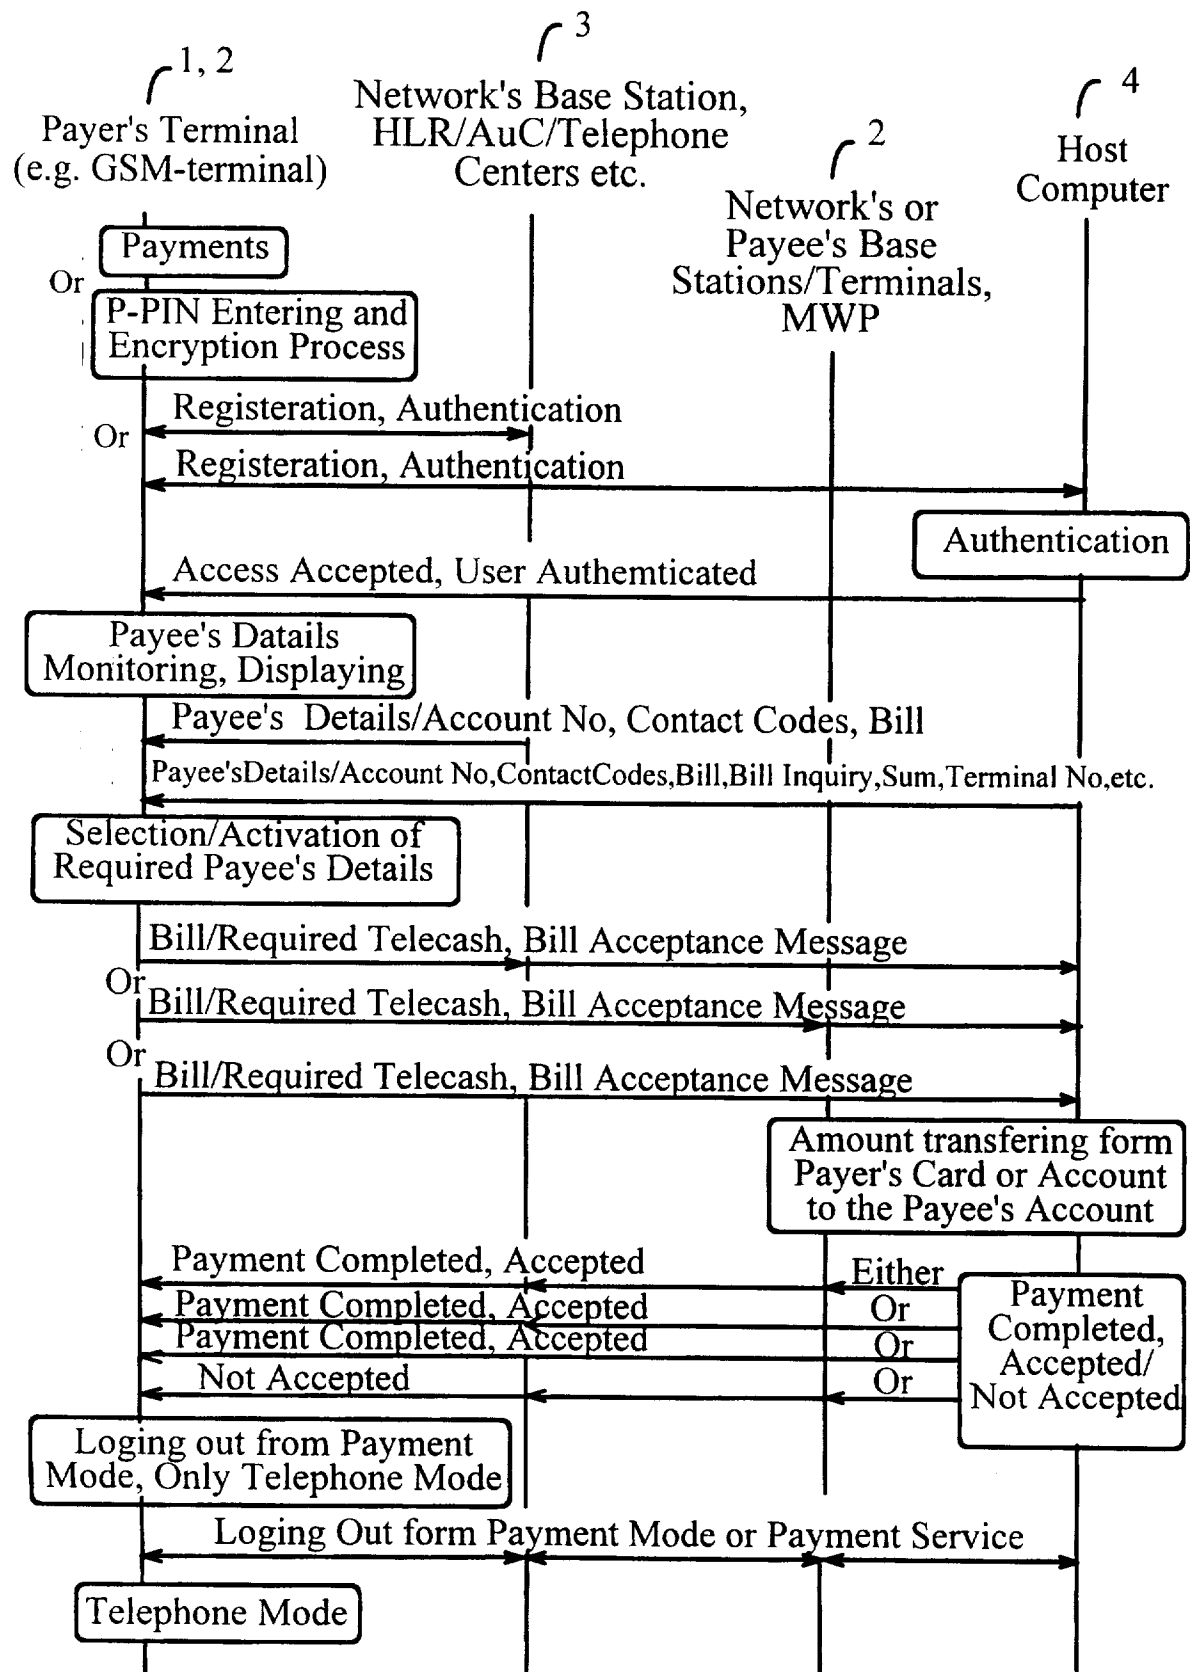 3
1, 2
4
2
Network's Base Station,
HLR/AuC/Telephone
Centers etc.
Payer's Terminal
(e.g. GSM-terminal)
Host
Computer
Network's or
Payee's Base
Stations/Terminals,
MWP
Payments
Or
P-PIN Entering and
Encryption Process
Registeration, Authentication
Or
Registeration, Authentication
Authentication
Access Accepted, User Authemticated
Payee's Datails
Monitoring, Displaying
Payee's Details/Account No, Contact Codes, Bill
Payee'sDetails/Account No,ContactCodes,Bill,Bill Inquiry,Sum,Terminal No,etc.
Selection/Activation of
Required Payee's Details
Bill/Required Telecash, Bill Acceptance Message
Or
Bill/Required Telecash, Bill Acceptance Message
Or
Bill/Required Telecash, Bill Acceptance Message
Amount transfering form
Payer's Card or Account
to the Payee's Account
Payment Completed, Accepted
Either
Payment Completed, Accepted
Or
Payment Completed, Accepted
Or
Not Accepted
Or
Payment
Completed,
Accepted/
Not Accepted
Loging out from Payment
Mode, Only Telephone Mode
Loging Out form Payment Mode or Payment Service
Telephone Mode